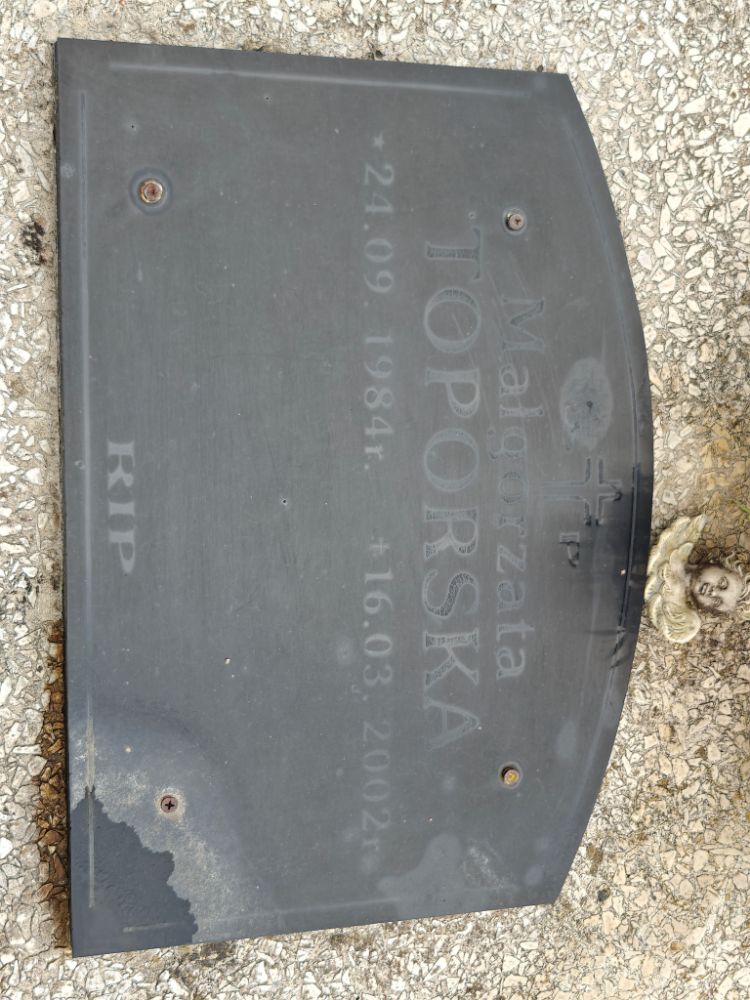 P
Małgorzata
TOPORSKA
*24.09.1984r. +16.03.2002r.
RIP